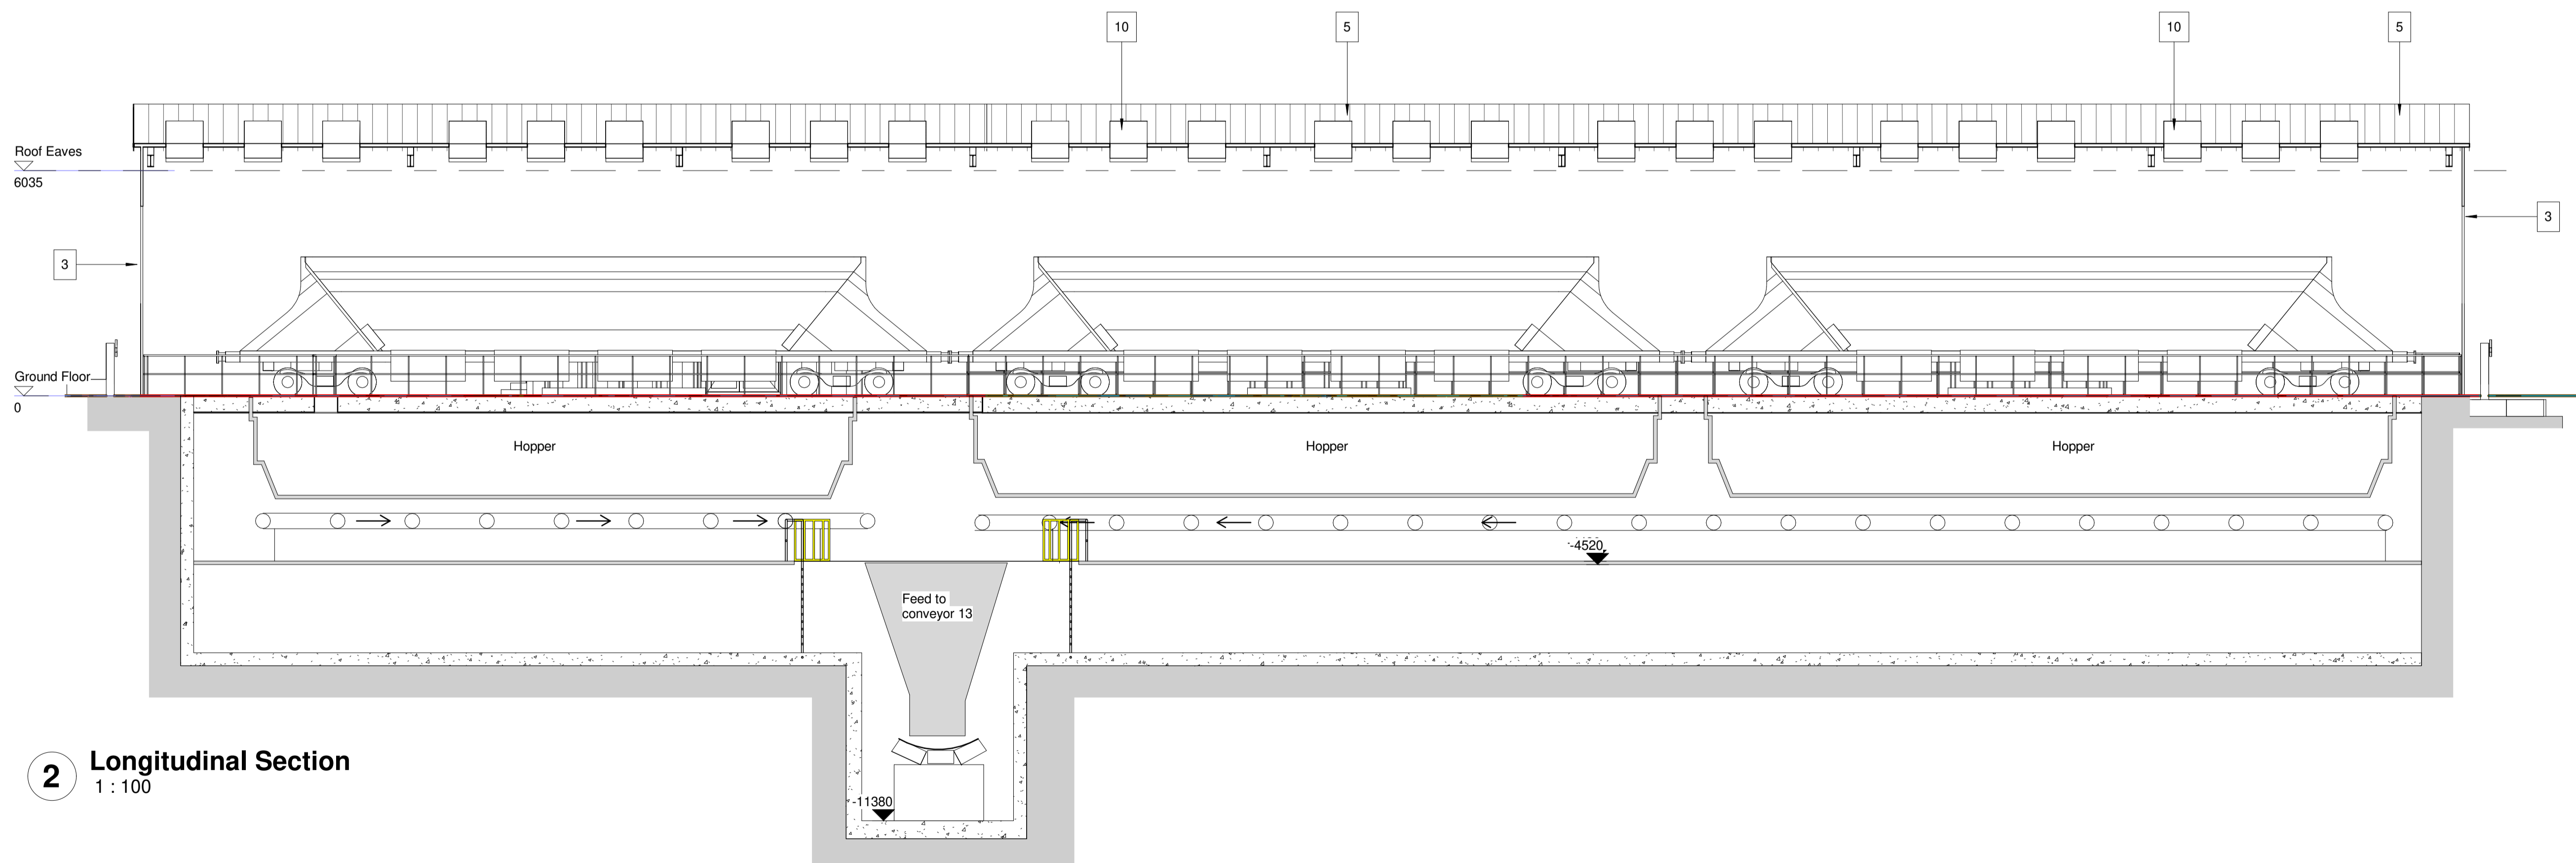 10
5
10
5
Roof Eaves
6035
3
3
Ground Floor
0
Hopper
Hopper
Hopper
-4520
Feed to
conveyor 13
2
Longitudinal Section
1 : 100
-11380